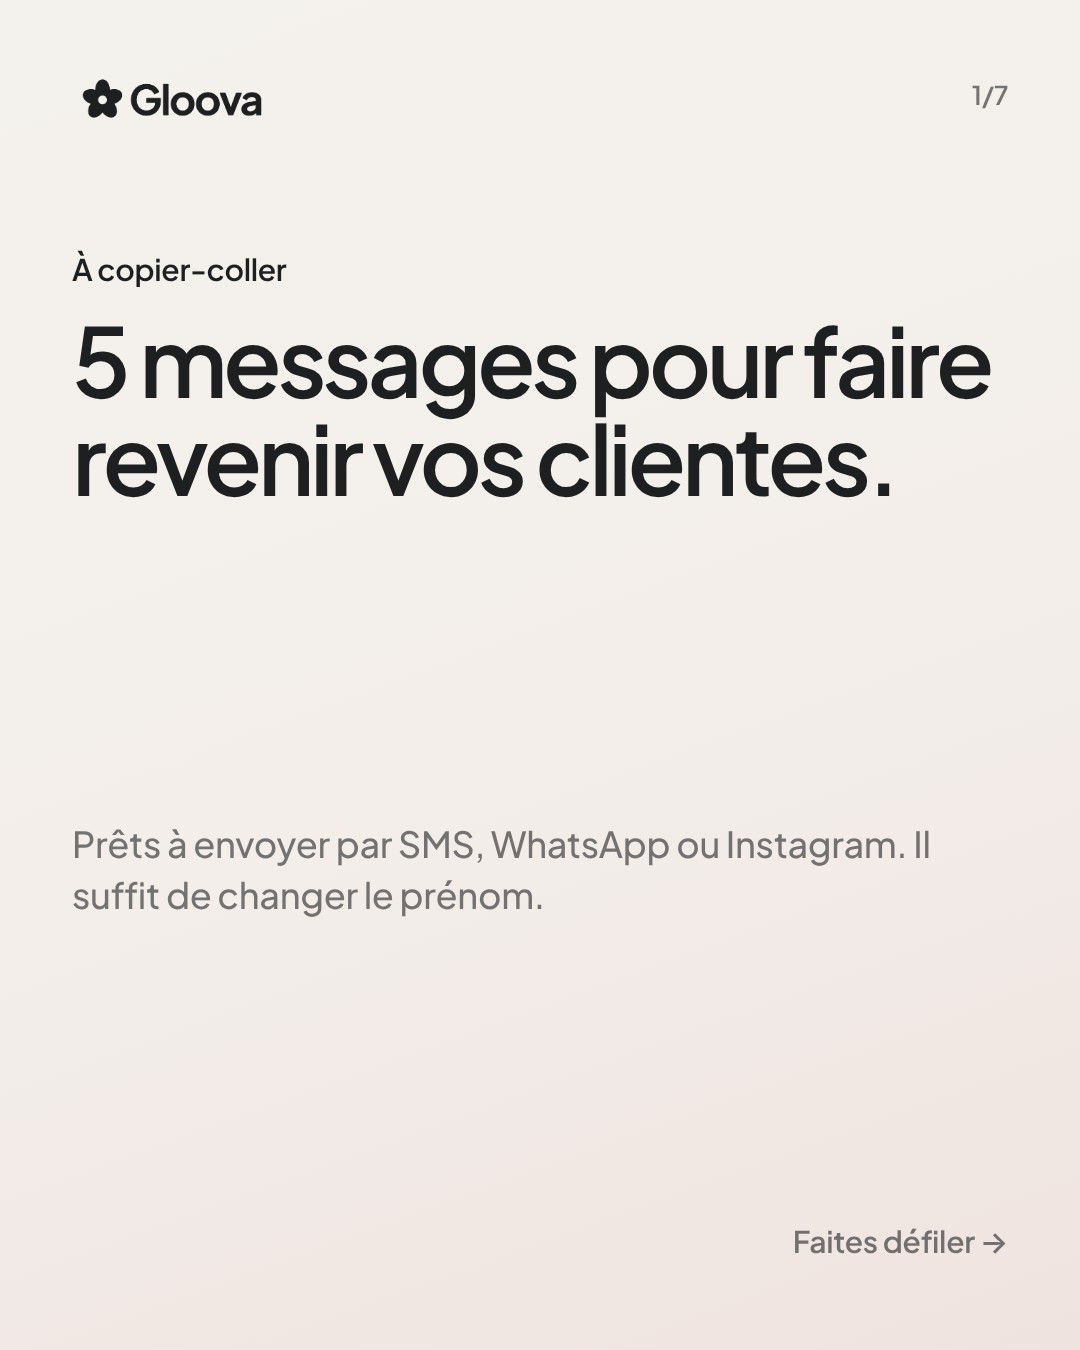 Gloova
1/7
À copier-coller
5 messages pour faire
revenir vos clientes.
Prêts à envoyer par SMS, WhatsApp ou Instagram. Il
suffit de changer le prénom.
Faites défiler →